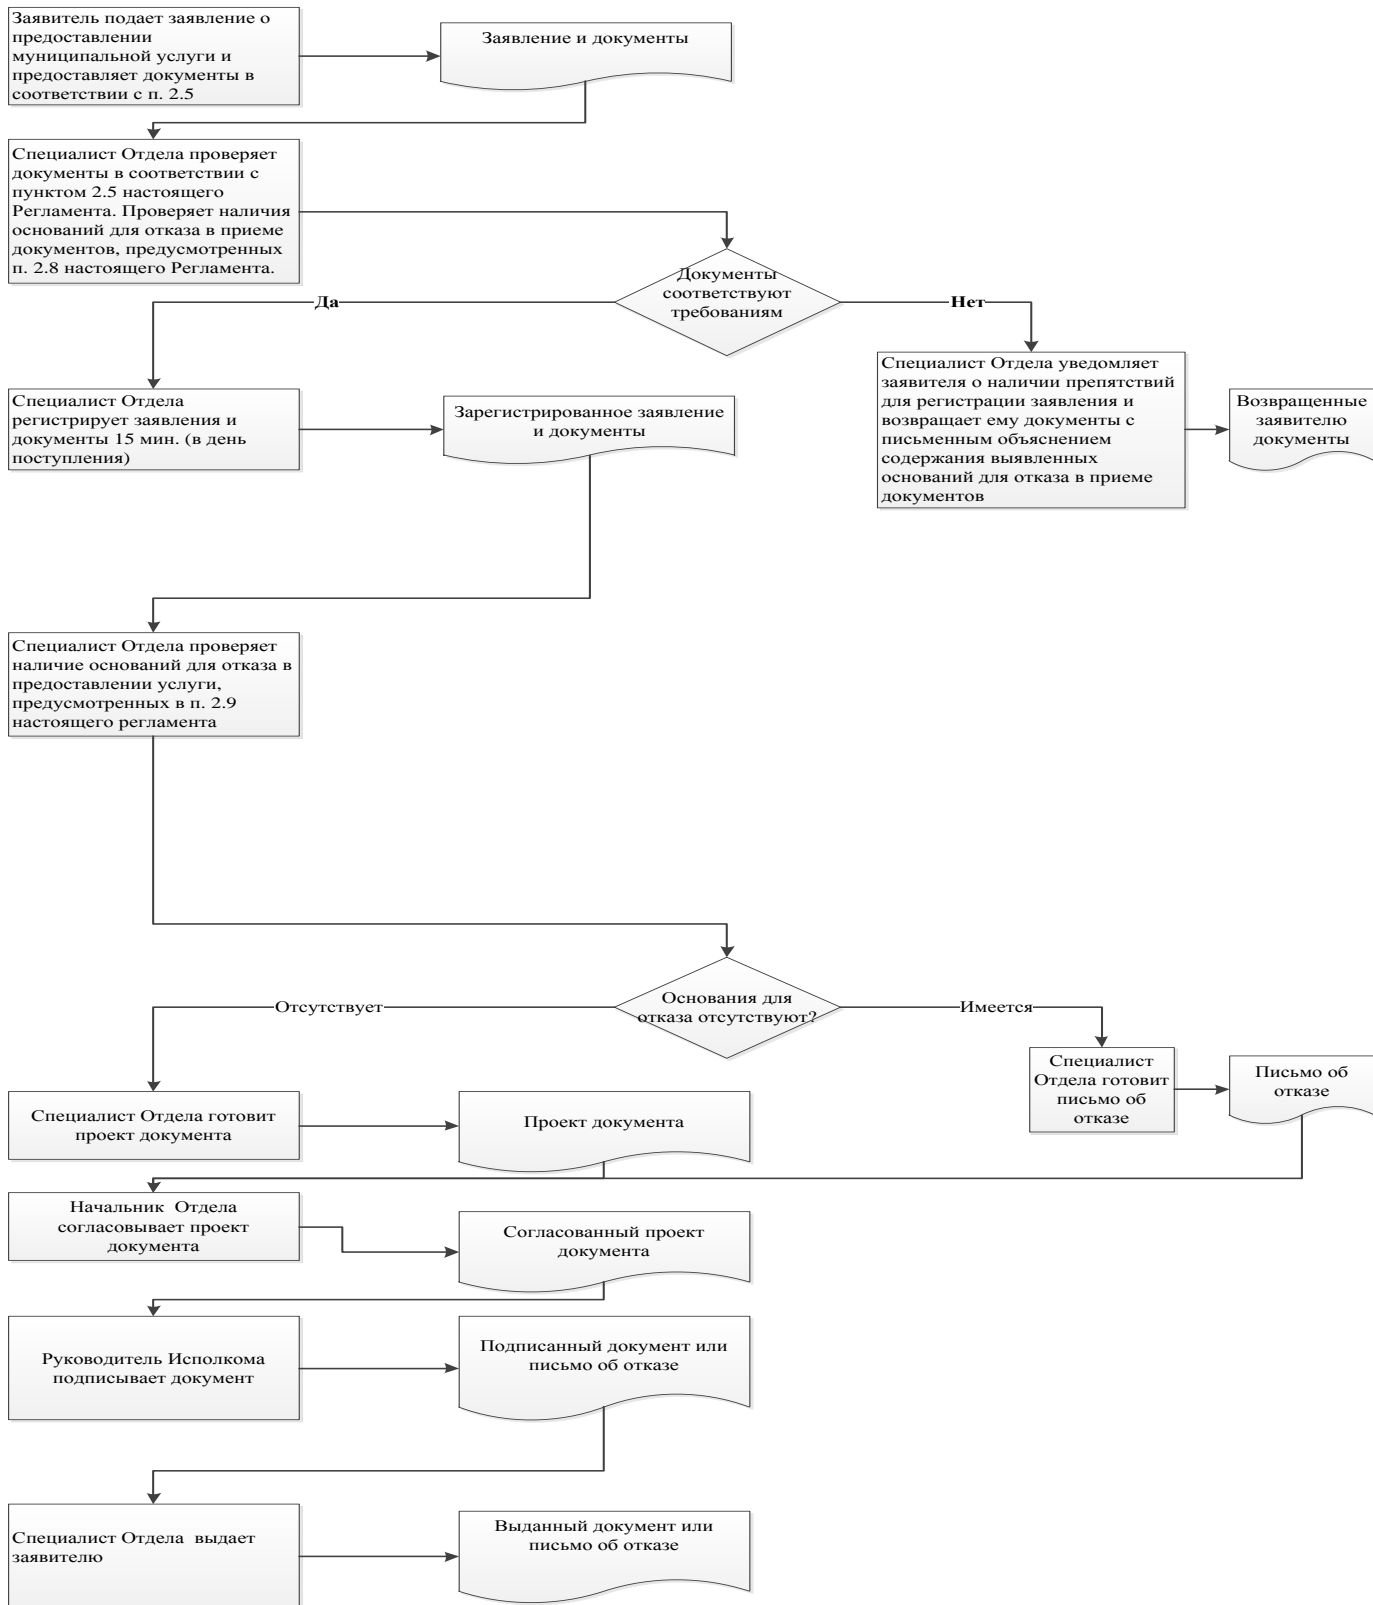 Заявитель подает заявление о
предоставлении
муниципальной услуги и
предоставляет документы в
соответствии с п. 2.5
Заявление и документы
Специалист Отдела проверяет
документы в соответствии с
пунктом 2.5 настоящего
Регламента. Проверяет наличия
оснований для отказа в приеме
документов, предусмотренных
п. 2.8 настоящего Регламента.
Документы
соответствуют
требованиям
Да
Нет
Специалист Отдела
регистрирует заявления и
документы 15 мин. (в день
поступления)
Зарегистрированное заявление
и документы
Специалист Отдела уведомляет
заявителя о наличии препятствий
для регистрации заявления и
возвращает ему документы с
письменным объяснением
содержания выявленных
оснований для отказа в приеме
документов
Возвращенные
заявителю
документы
Специалист Отдела проверяет
наличие оснований для отказа в
предоставлении услуги,
предусмотренных в п. 2.9
настоящего регламента
Основания для
отказа отсутствуют?
Отсутствует
Имеется
Специалист
Отдела готовит
письмо об
отказе
Письмо об
отказе
Специалист Отдела готовит
проект документа
Проект документа
Начальник  Отдела
согласовывает проект
документа
Согласованный проект
документа
Руководитель Исполкома
подписывает документ
Подписанный документ или
письмо об отказе
Специалист Отдела  выдает
заявителю
Выданный документ или
письмо об отказе